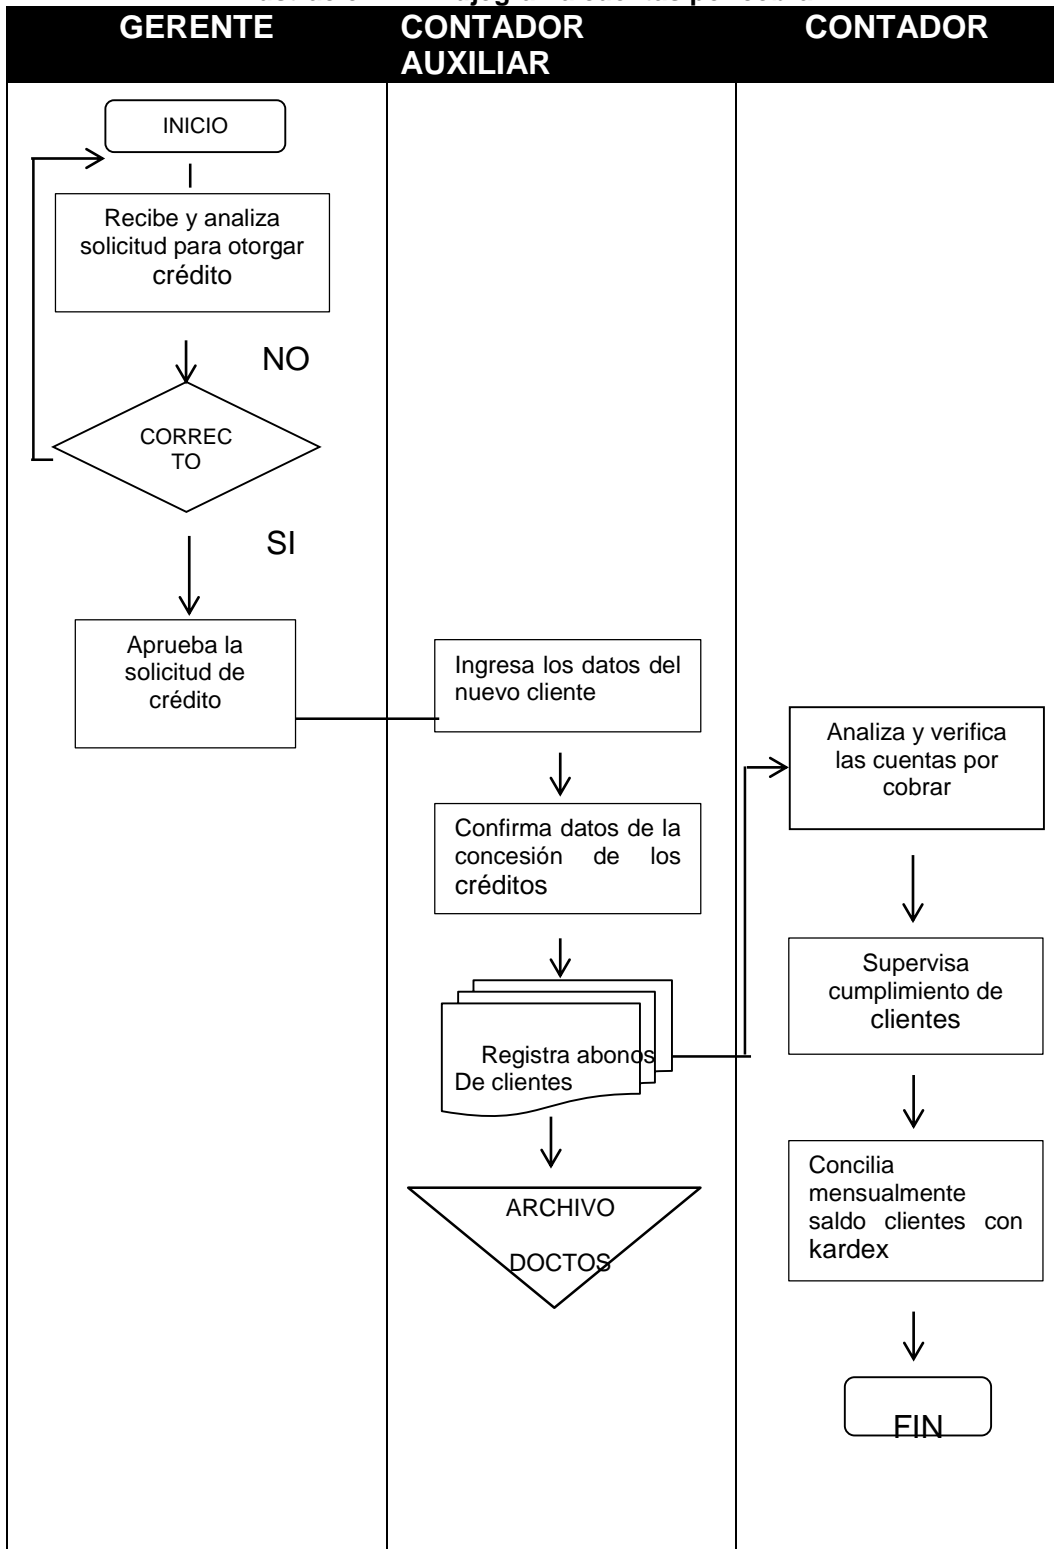 GERENTE
CONTADOR
AUXILIAR
CONTADOR
INICIO
Recibe y analiza
solicitud para otorgar
crédito
NO
CORREC
TO
SI
Aprueba la
solicitud de
crédito
Ingresa los datos del
nuevo cliente
Confirma datos de la
concesión de los
créditos
Registra abonos
De clientes
ARCHIVO
DOCTOS
Analiza y verifica
las cuentas por
cobrar
Supervisa
cumplimiento de
clientes
Concilia
mensualmente
saldo clientes con
kardex
FIN